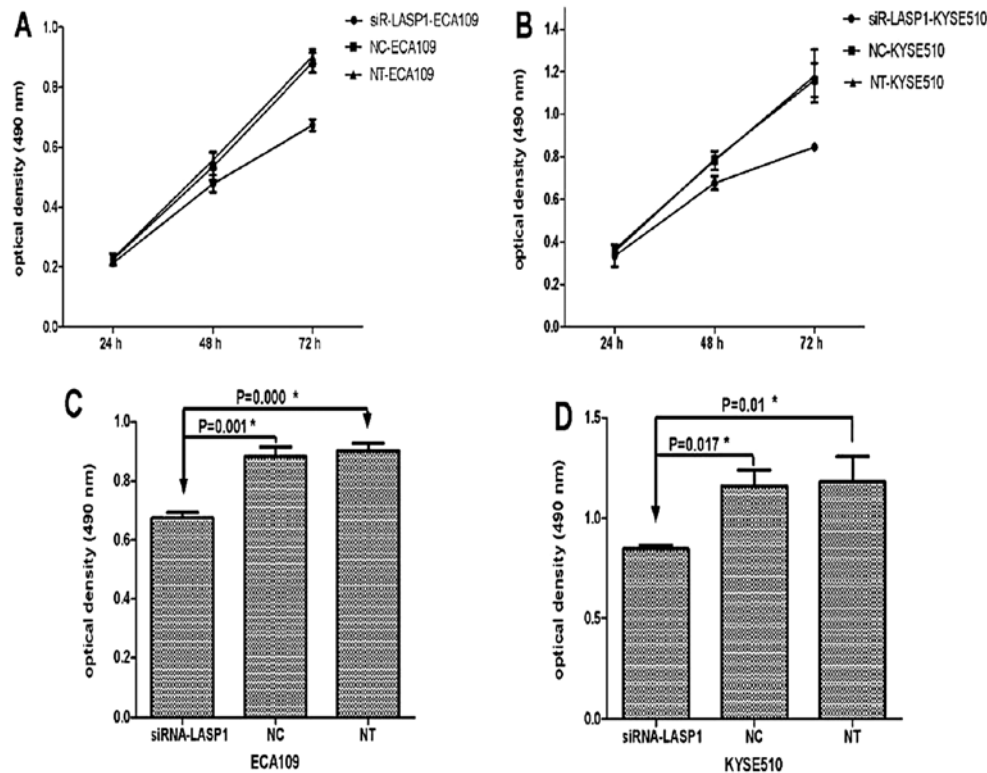 A
siR-LASP1-ECA109
NC-ECA109
NT-ECA109
optical density (490 nm)
1.0
0.8
0.6
0.4
0.2
0.0
24 h
48 h
72 h
B
siR-LASP1-KYSE510
NC-KYSE510
NT-KYSE510
optical density (490 nm)
1.4
1.2
1.0
0.8
0.6
0.4
0.2
0.0
24 h
48 h
72 h
C
P=0.000 *
P=0.001 *
optical density (490 nm)
1.0
0.8
0.6
0.4
0.2
0.0
siRNA-LASP1
NC
NT
ECA109
D
P=0.01 *
P=0.017 *
optical density (490 nm)
1.5
1.0
0.5
0.0
siRNA-LASP1
NC
NT
KYSE510